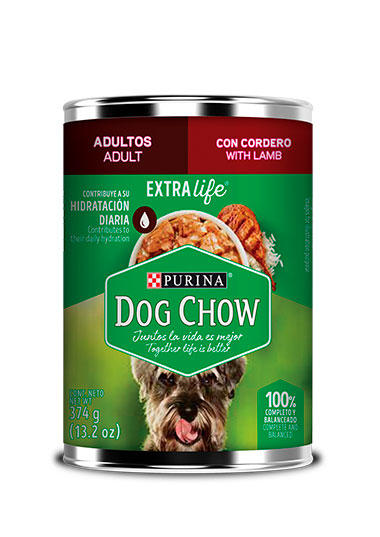 ADULTOS
ADULT
CON CORDERO
WITH LAMB
EXTRA life®
CONTRIBUYE A SU
HIDRATACIÓN
DIARIA
Contributes to
their daily hydration
PURINA®
DOG CHOW®
Juntos la vida es mejor
Together life is better
CONT. NETO
NET WT
374 g
(13.2 oz)
100%
COMPLETO Y
BALANCEADO
COMPLETE AND
BALANCED